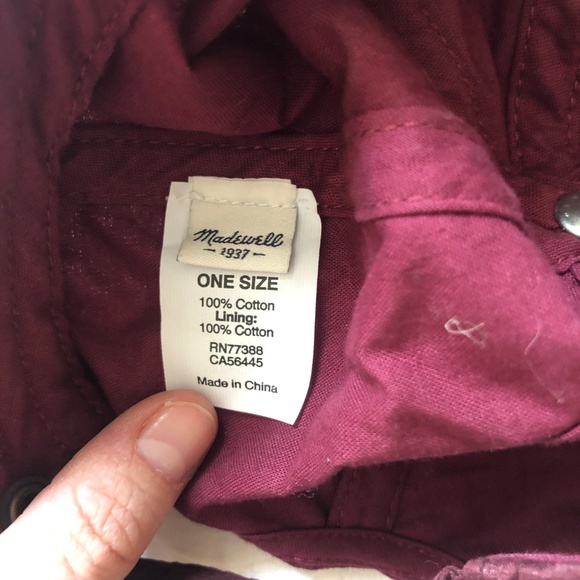 Madewell
- 1937 -
ONE SIZE
100% Cotton
Lining:
100% Cotton
RN77388
CA56445
Made in China